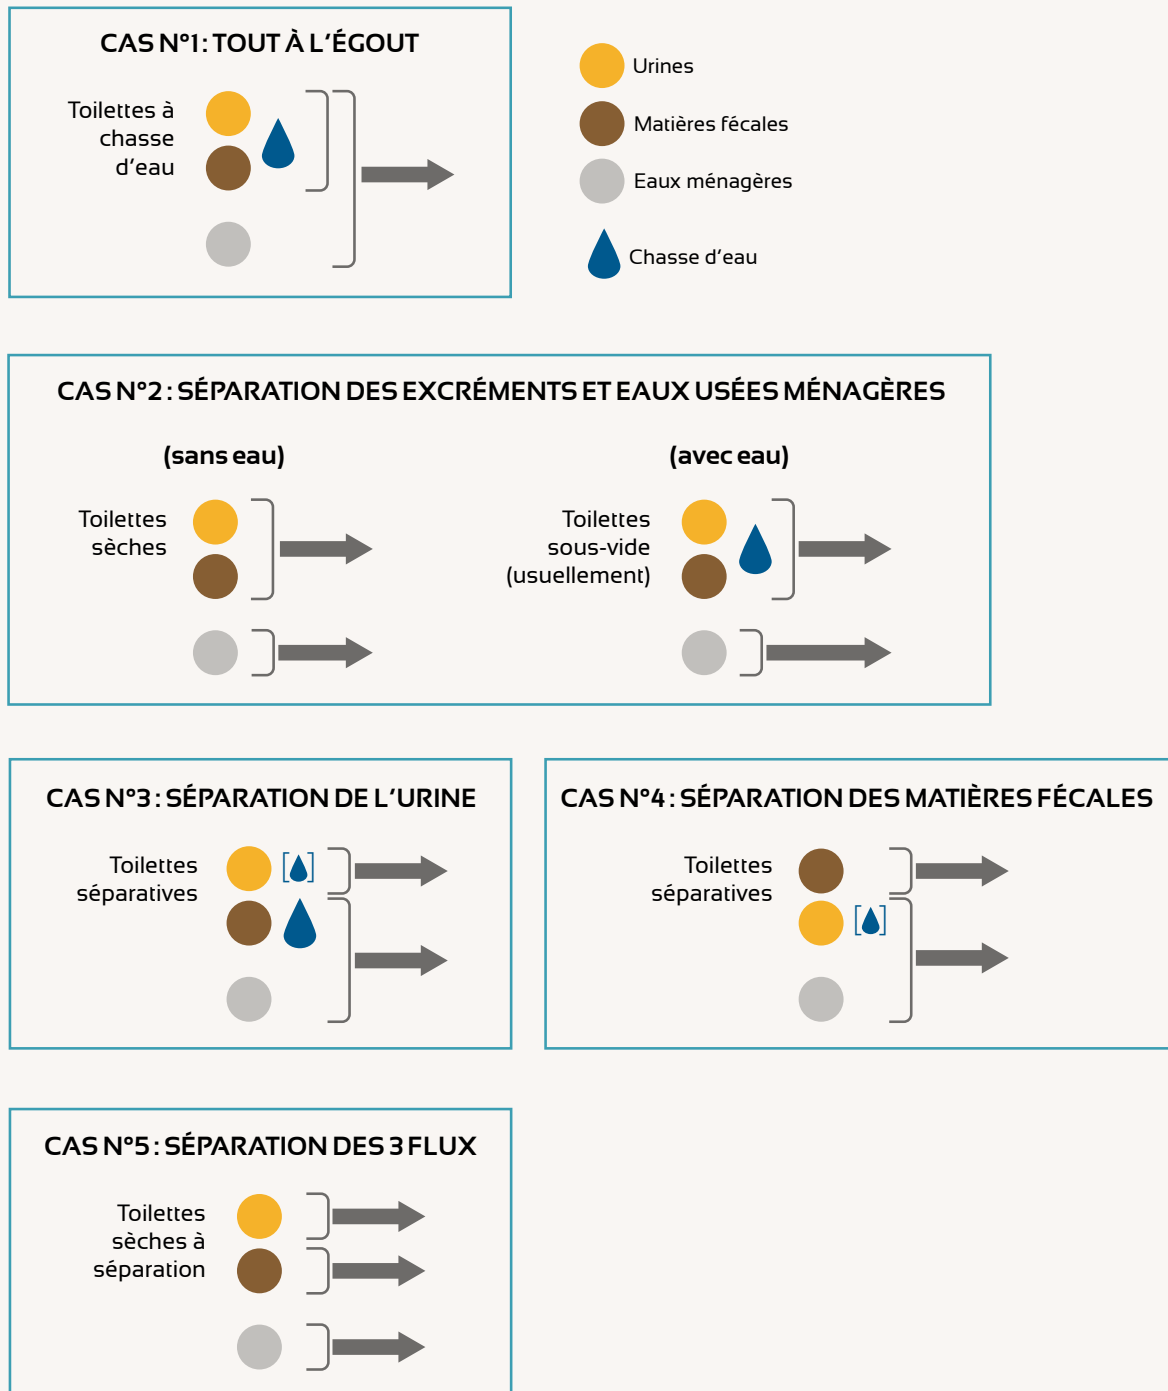 CAS N°1 : TOUT À L'ÉGOUT
Toilettes à
chasse
d'eau
Urines
Matières fécales
Eaux ménagères
Chasse d'eau
CAS N°2 : SÉPARATION DES EXCRÉMENTS ET EAUX USÉES MÉNAGÈRES
(sans eau)
Toilettes
sèches
(avec eau)
Toilettes
sous-vide
(usuellement)
CAS N°3 : SÉPARATION DE L'URINE
Toilettes
séparatives
CAS N°4 : SÉPARATION DES MATIÈRES FÉCALES
Toilettes
séparatives
CAS N°5 : SÉPARATION DES 3 FLUX
Toilettes
sèches à
séparation